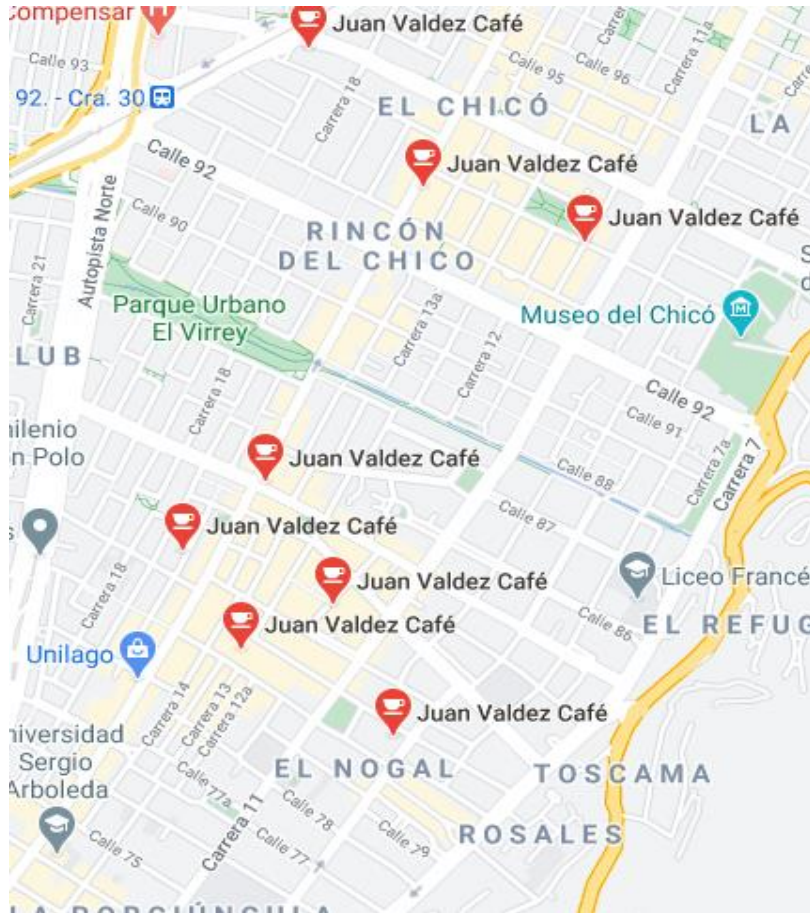 Compensar
Juan Valdez Café
Calle 93
Carrera 18
Calle 95
Calle 96
Carrera 11a
92. - Cra. 30
EL CHICÓ
LA
Calle 92
Juan Valdez Café
Autopista Norte
Calle 90
Juan Valdez Café
RINCÓN
DEL CHICO
Carrera 21
Parque Urbano
El Virrey
Carrera 13a
Museo del Chicó
LUB
Carrera 18
Carrera 12
Calle 92
Calle 91
Carrera 7a
Carrera 7
ilenio
n Polo
Juan Valdez Café
Calle 88
Juan Valdez Café
Calle 87
Carrera 18
Juan Valdez Café
Liceo Francé
Juan Valdez Café
Calle 86
EL REFUG
Unilago
Carrera 14
Carrera 13
Carrera 12a
Juan Valdez Café
niversidad
Sergio
Arboleda
EL NOGAL
TOSCAMA
Calle 77a
Calle 78
Carrera 11
Calle 77
Calle 79
ROSALES
Calle 75
LA PORCIÚNCULA